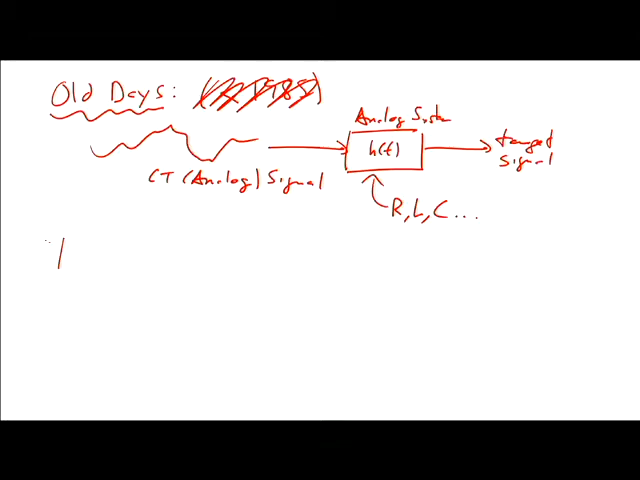 Old Days:
Analog System
h(t)
target
signal
CT (Analog) Signal
R, L, C ...